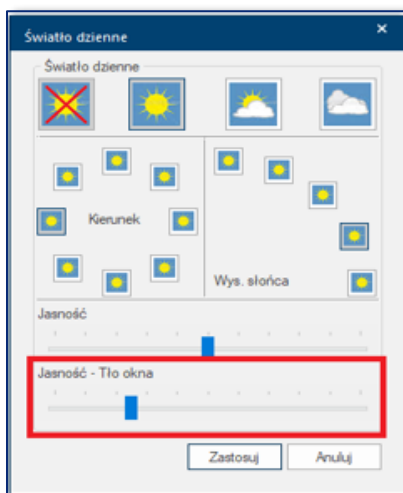 Światło dzienne
Światło dzienne
Kierunek
Wys. słońca
Jasność
Jasność - Tło okna
Zastosuj
Anuluj